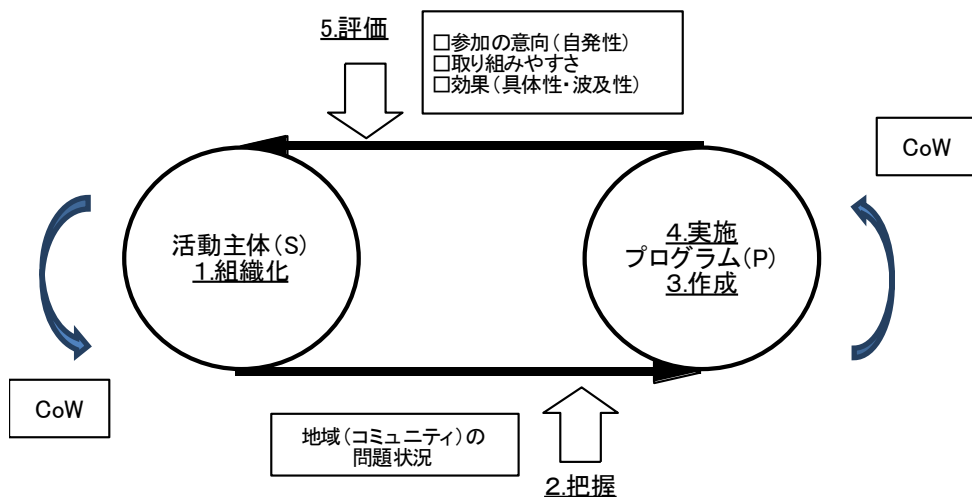 5.評価
□参加の意向(自発性)
□取り組みやすさ
□効果(具体性・波及性)
CoW
活動主体(S)
1.組織化
4.実施
プログラム(P)
3.作成
CoW
地域(コミュニティ)の
問題状況
2.把握